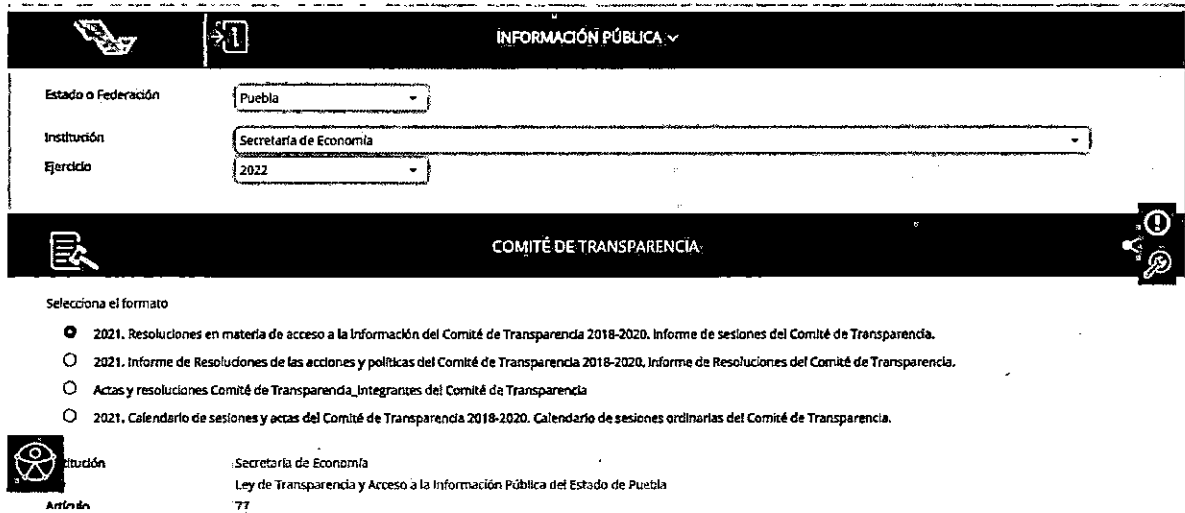 INFORMACIÓN PÚBLICA
Estado o Federación
Puebla
Institución
Secretaría de Economía
Ejercicio
2022
COMITÉ DE TRANSPARENCIA
Selecciona el formato
2021. Resoluciones en materia de acceso a la información del Comité de Transparencia 2018-2020. Informe de sesiones del Comité de Transparencia.
2021. Informe de Resoluciones de las acciones y políticas del Comité de Transparencia 2018-2020. Informe de Resoluciones del Comité de Transparencia.
Actas y resoluciones Comité de Transparencia_Integrantes del Comité de Transparencia
2021. Calendario de sesiones y actas del Comité de Transparencia 2018-2020. Calendario de sesiones ordinarias del Comité de Transparencia.
titución Secretaría de Economía
Ley de Transparencia y Acceso a la Información Pública del Estado de Puebla
Artículo 77